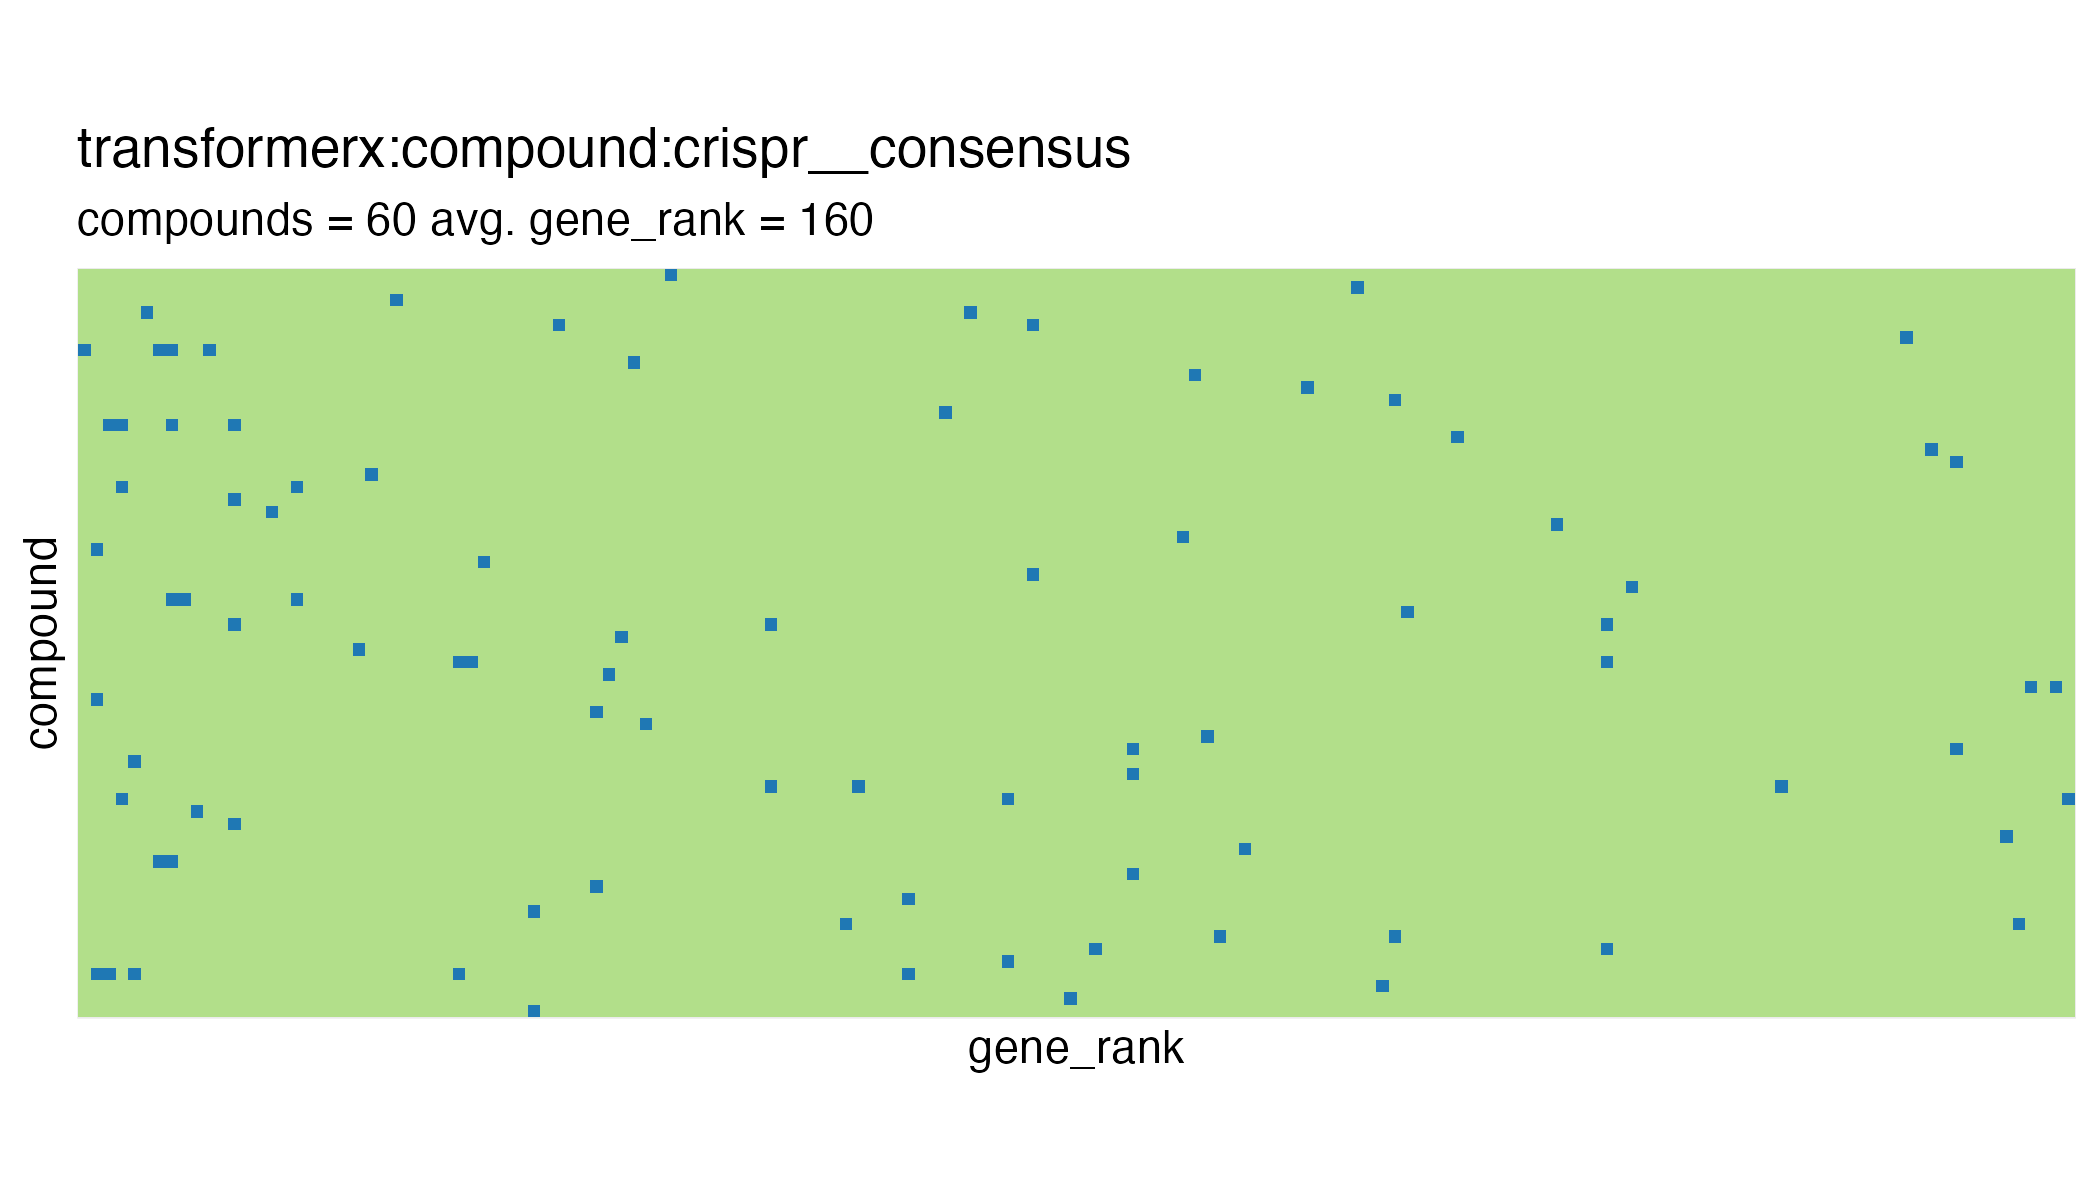 transformerx:compound:crispr__consensus
compounds = 60 avg. gene_rank = 160
compound
gene_rank